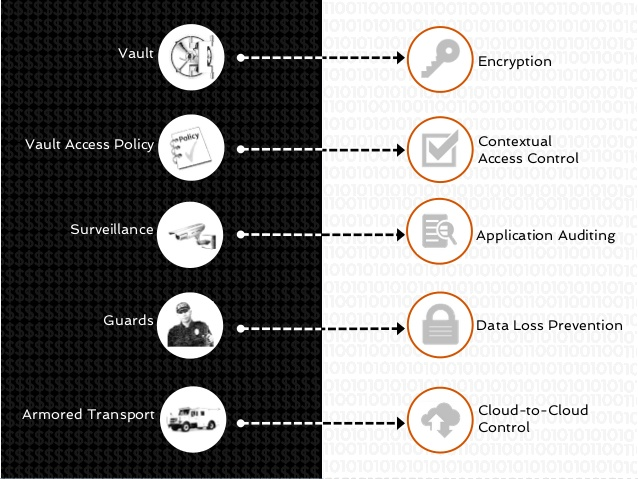 Vault
Encryption
Policy
Vault Access Policy
Contextual
Access Control
Surveillance
Application Auditing
Guards
Data Loss Prevention
Armored Transport
Cloud-to-Cloud
Control